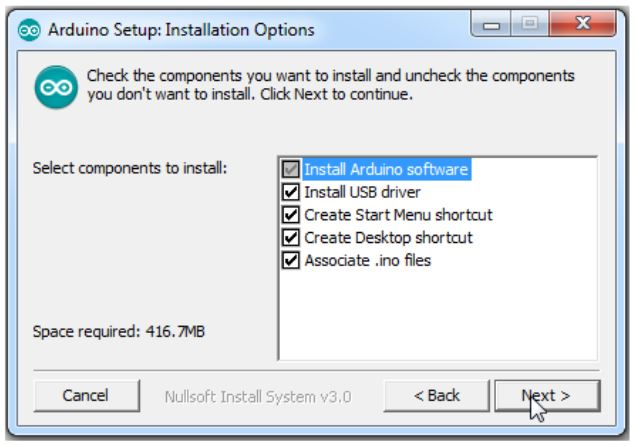 Arduino Setup: Installation Options
Check the components you want to install and uncheck the components
you don't want to install. Click Next to continue.
Select components to install:
Install Arduino software
Install USB driver
Create Start Menu shortcut
Create Desktop shortcut
Associate .ino files
Space required: 416.7MB
Cancel
Nullsoft Install System v3.0
< Back
Next >